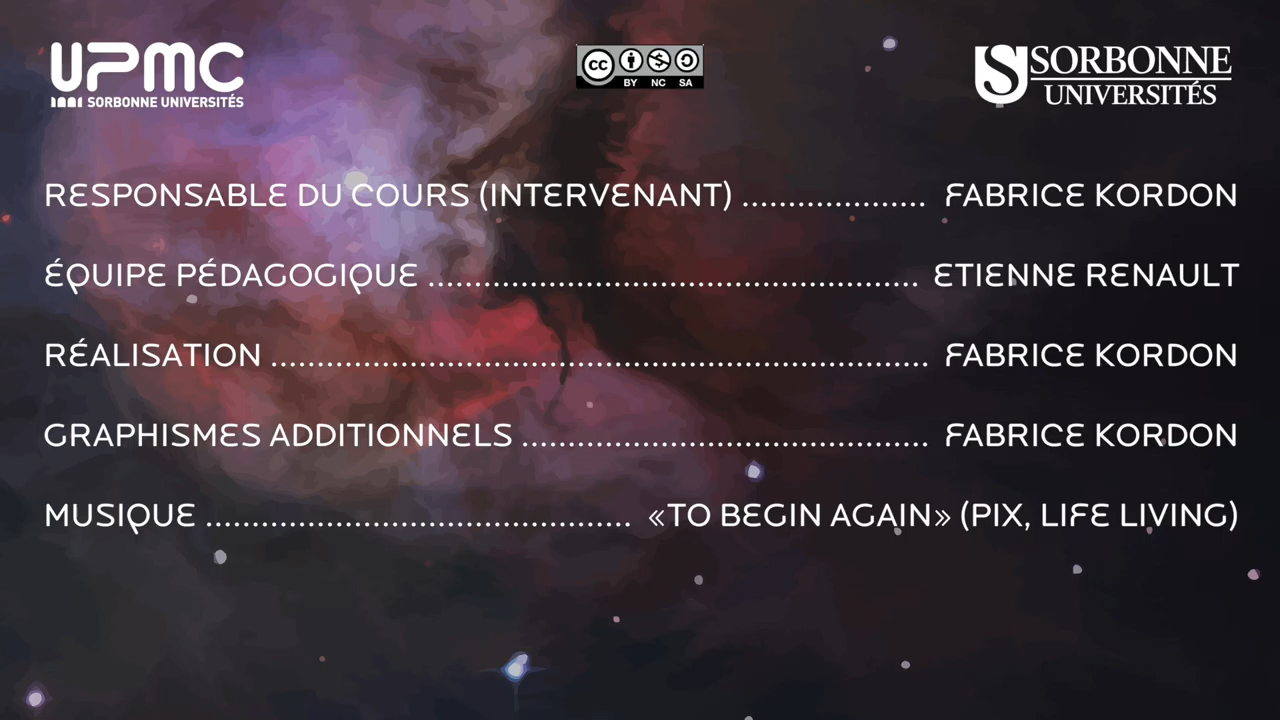 UPMC
SORBONNE UNIVERSITÉS
cc
BY NC SA
S SORBONNE
UNIVERSITÉS
RESPONSABLE DU COURS (INTERVENANT) .................... FABRICE KORDON
ÉQUIPE PÉDAGOGIQUE .................................................... ETIENNE RENAULT
RÉALISATION ...................................................................... FABRICE KORDON
GRAPHISMES ADDITIONNELS ........................................... FABRICE KORDON
MUSIQUE ............................................. «TO BEGIN AGAIN» (PIX, LIFE LIVING)